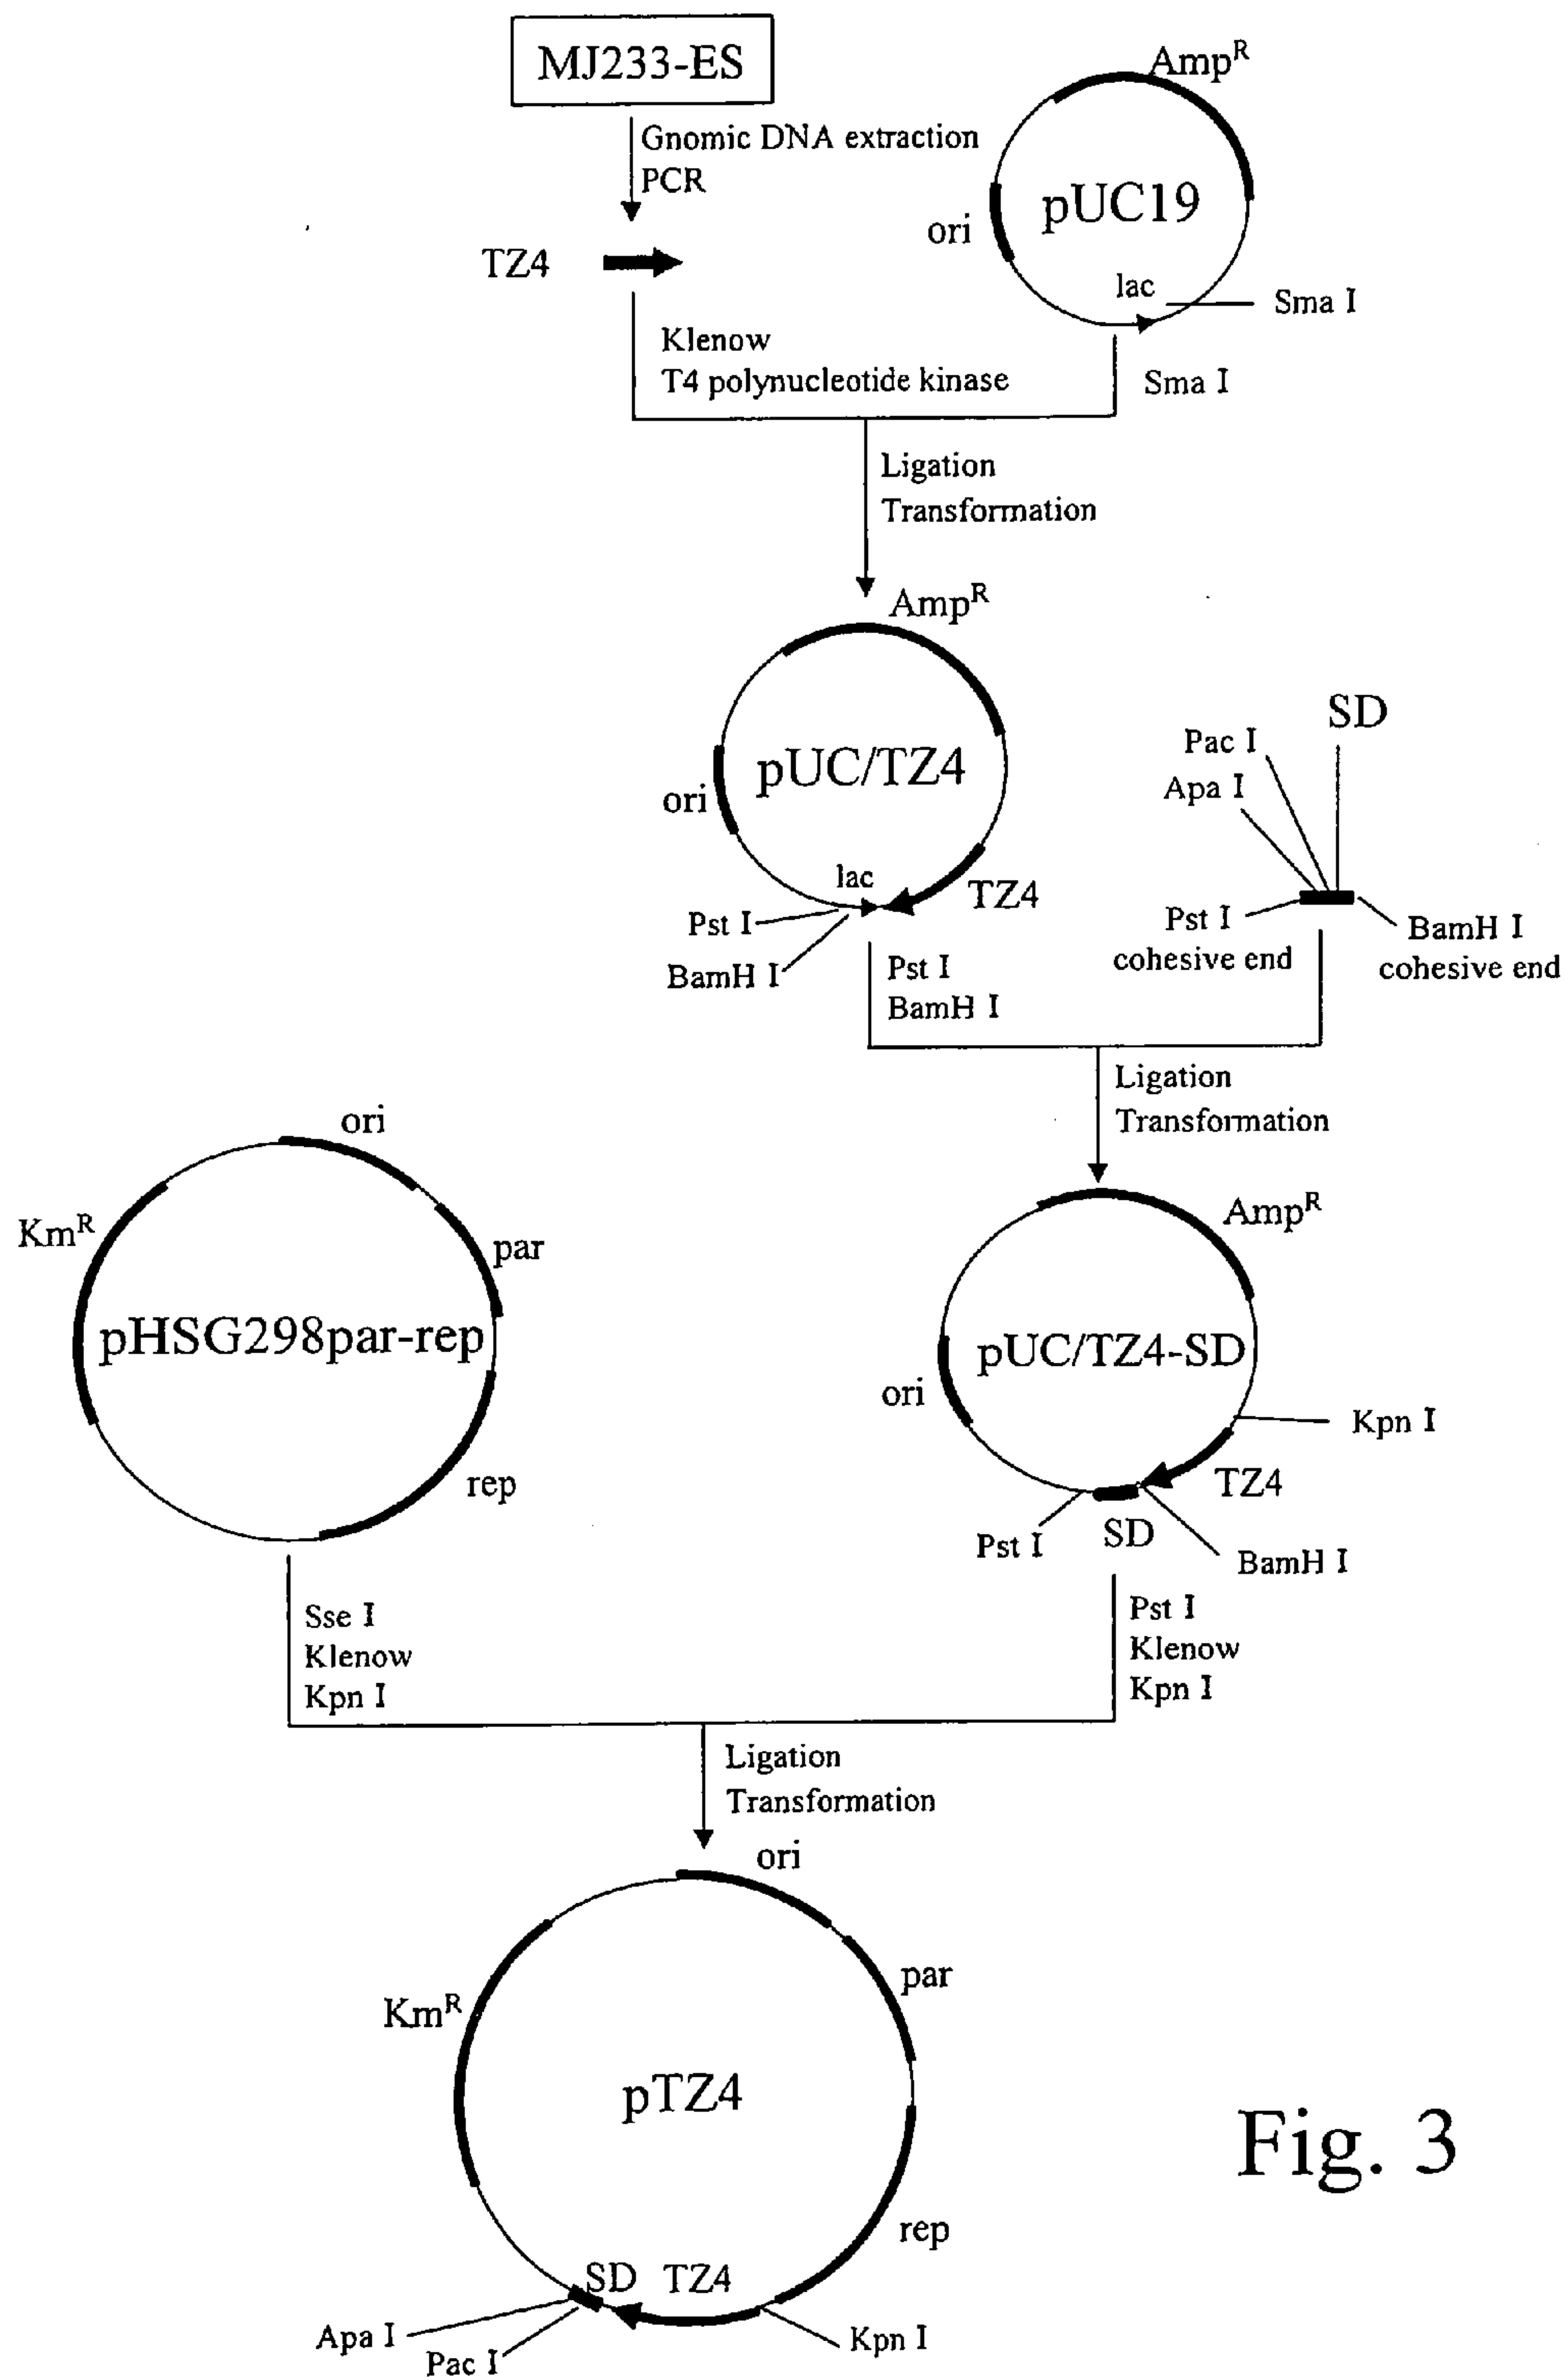 MJ233-ES
Amp^R
Gnomic DNA extraction
PCR
pUC19
ori
TZ4
lac
Sma I
Klenow
T4 polynucleotide kinase
Sma I
Ligation
Transformation
Amp^R
SD
Pac I
Apa I
pUC/TZ4
ori
lac
TZ4
Pst I
BamH I
Pst I
cohesive end
BamH I
cohesive end
Pst I
BamH I
Ligation
Transformation
ori
Km^R
par
pHSG298par-rep
rep
Amp^R
pUC/TZ4-SD
ori
Kpn I
TZ4
Pst I
SD
BamH I
Sse I
Klenow
Kpn I
Pst I
Klenow
Kpn I
Ligation
Transformation
ori
par
Km^R
pTZ4
rep
SD
TZ4
Apa I
Pac I
Kpn I
Fig. 3